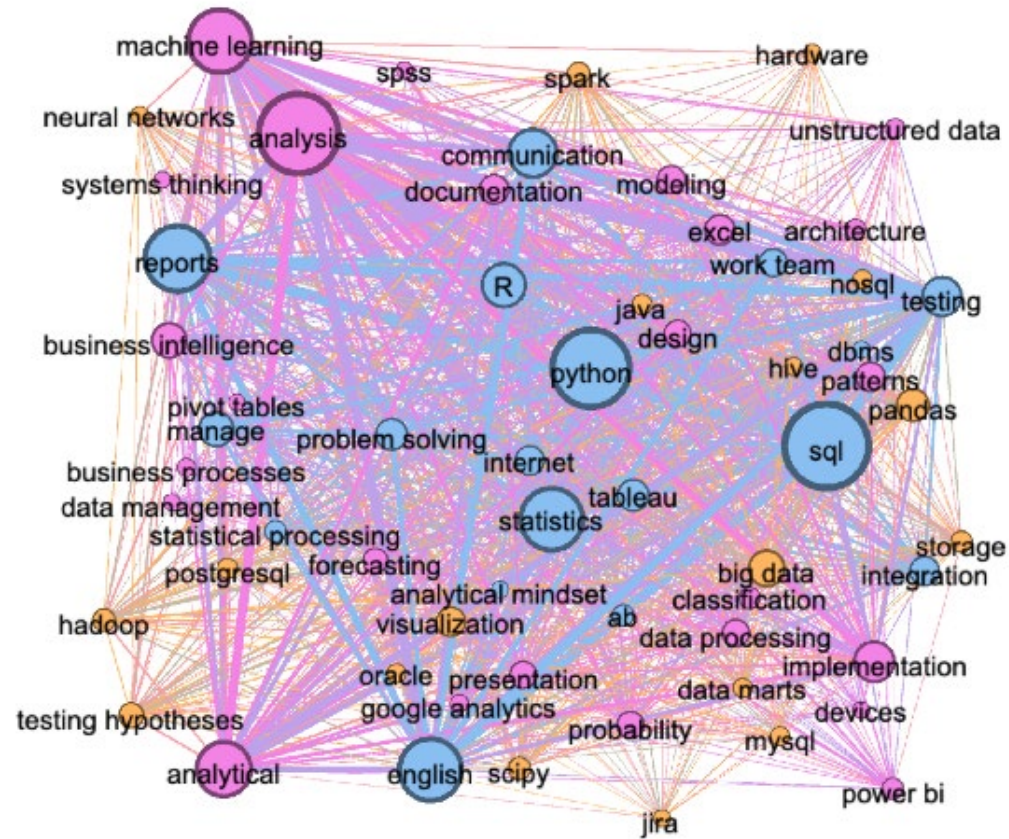 machine learning
hardware
spss
spark
neural networks
analysis
unstructured data
communication
systems thinking
documentation
modeling
excel
architecture
reports
work team
nosql
R
testing
java
design
business intelligence
dbms
python
hive
patterns
pivot tables
pandas
manage
problem solving
sql
internet
business processes
tableau
data management
statistics
statistical processing
storage
forecasting
postgresql
big data
integration
analytical mindset
classification
hadoop
visualization
ab
data processing
implementation
oracle
presentation
data marts
google analytics
testing hypotheses
devices
probability
mysql
analytical
english
scipy
power bi
jira